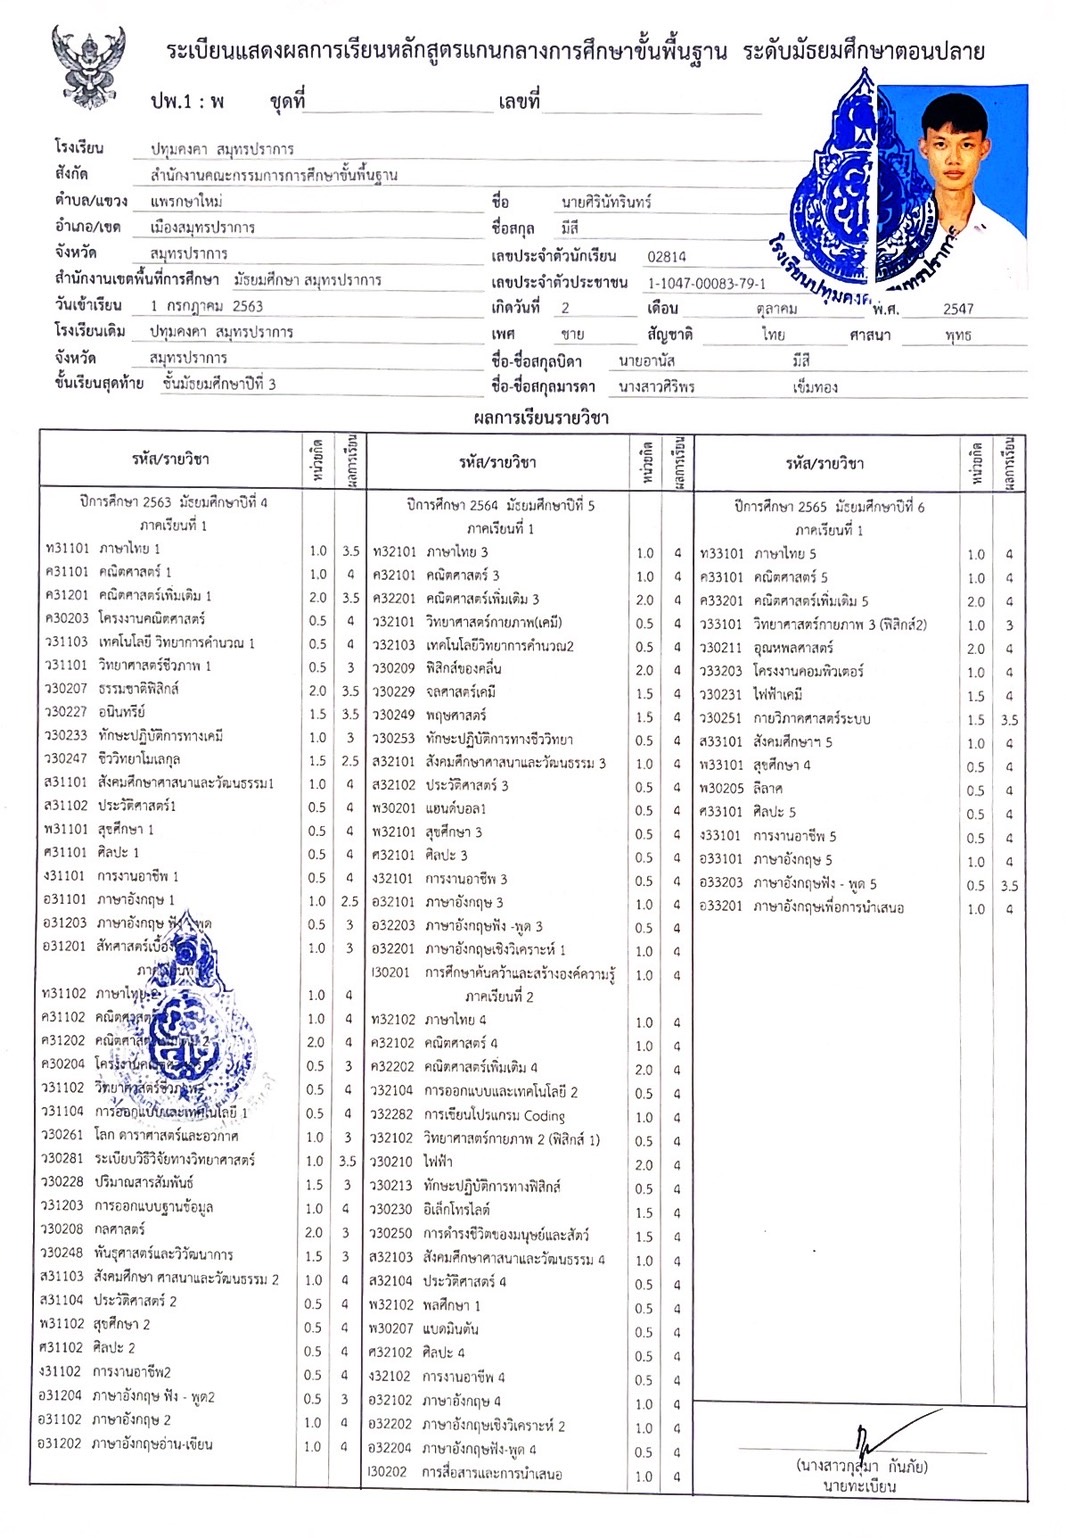 ระเบียนแสดงผลการเรียนหลักสูตรแกนกลางการศึกษาขั้นพื้นฐาน ระดับมัธยมศึกษาตอนปลาย
ปพ.1 : พ ชุดที่ เลขที่
โรงเรียน ปทุมคงคา สมุทรปราการ
สังกัด สำนักงานคณะกรรมการการศึกษาขั้นพื้นฐาน
ตำบล/แขวง แพรกษาใหม่
อำเภอ/เขต เมืองสมุทรปราการ
จังหวัด สมุทรปราการ
สำนักงานเขตพื้นที่การศึกษา มัธยมศึกษา สมุทรปราการ
วันเข้าเรียน 1 กรกฎาคม 2563
โรงเรียนเดิม ปทุมคงคา สมุทรปราการ
จังหวัด สมุทรปราการ
ชั้นเรียนสุดท้าย ชั้นมัธยมศึกษาปีที่ 3
ชื่อ นายศิรินัทรินทร์
ชื่อสกุล มีสี
เลขประจำตัวนักเรียน 02814
เลขประจำตัวประชาชน 1-1047-00083-79-1
เกิดวันที่ 2 เดือน ตุลาคม พ.ศ. 2547
เพศ ชาย สัญชาติ ไทย ศาสนา พุทธ
ชื่อ-ชื่อสกุลบิดา นายอานัส มีสี
ชื่อ-ชื่อสกุลมารดา นางสาวศิริพร เข็มทอง
โรงเรียนปทุมคงคา สมุทรปราการ
ผลการเรียนรายวิชา
รหัส/รายวิชา หน่วยกิต ผลการเรียน
ปีการศึกษา 2563 มัธยมศึกษาปีที่ 4
ภาคเรียนที่ 1
ท31101 ภาษาไทย 1 1.0 3.5
ค31101 คณิตศาสตร์ 1 1.0 4
ค31201 คณิตศาสตร์เพิ่มเติม 1 2.0 3.5
ค30203 โครงงานคณิตศาสตร์ 0.5 4
ว31103 เทคโนโลยี วิทยาการคำนวณ 1 0.5 4
ว31101 วิทยาศาสตร์ชีวภาพ 1 0.5 3
ว30207 ธรรมชาติฟิสิกส์ 2.0 3.5
ว30227 อนินทรีย์ 1.5 3.5
ว30233 ทักษะปฏิบัติการทางเคมี 1.0 3
ว30247 ชีววิทยาโมเลกุล 1.5 2.5
ส31101 สังคมศึกษาศาสนาและวัฒนธรรม1 1.0 4
ส31102 ประวัติศาสตร์1 0.5 4
พ31101 สุขศึกษา 1 0.5 4
ศ31101 ศิลปะ 1 0.5 4
ง31101 การงานอาชีพ 1 0.5 4
อ31101 ภาษาอังกฤษ 1 1.0 2.5
อ31203 ภาษาอังกฤษ ฟัง - พูด 0.5 3
อ31201 สัทศาสตร์เบื้อง 1.0 3
ท31102 ภาษาไทย 2 1.0 4
ค31102 คณิตศาสตร์ 2 1.0 4
ค31202 คณิตศาสตร์เพิ่มเติม 2 2.0 4
ค30204 โครงงานคณิตศาสตร์ 0.5 3
ว31102 วิทยาศาสตร์ชีวภาพ 0.5 4
ว31104 การออกแบบและเทคโนโลยี 1 0.5 4
ว30261 โลก ดาราศาสตร์และอวกาศ 1.0 3
ว30281 ระเบียบวิธีวิจัยทางวิทยาศาสตร์ 1.0 3.5
ว30228 ปริมาณสารสัมพันธ์ 1.5 3
ว31203 การออกแบบฐานข้อมูล 1.0 4
ว30208 กลศาสตร์ 2.0 3
ว30248 พันธุศาสตร์และวิวัฒนาการ 1.5 3
ส31103 สังคมศึกษา ศาสนาและวัฒนธรรม 2 1.0 4
ส31104 ประวัติศาสตร์ 2 0.5 4
พ31102 สุขศึกษา 2 0.5 4
ศ31102 ศิลปะ 2 0.5 4
ง31102 การงานอาชีพ2 0.5 4
อ31204 ภาษาอังกฤษ ฟัง - พูด2 0.5 3
อ31102 ภาษาอังกฤษ 2 1.0 4
อ31202 ภาษาอังกฤษอ่าน-เขียน 1.0 4
รหัส/รายวิชา หน่วยกิต ผลการเรียน
ปีการศึกษา 2564 มัธยมศึกษาปีที่ 5
ภาคเรียนที่ 1
ท32101 ภาษาไทย 3 1.0 4
ค32101 คณิตศาสตร์ 3 1.0 4
ค32201 คณิตศาสตร์เพิ่มเติม 3 2.0 4
ว32101 วิทยาศาสตร์กายภาพ(เคมี) 0.5 4
ว32103 เทคโนโลยีวิทยาการคำนวณ2 0.5 4
ว30209 ฟิสิกส์ของคลื่น 2.0 4
ว30229 จลศาสตร์เคมี 1.5 4
ว30249 พฤษศาสตร์ 1.5 4
ว30253 ทักษะปฏิบัติการทางชีววิทยา 0.5 4
ส32101 สังคมศึกษาศาสนาและวัฒนธรรม 3 1.0 4
ส32102 ประวัติศาสตร์ 3 0.5 4
พ30201 แฮนด์บอล1 0.5 4
พ32101 สุขศึกษา 3 0.5 4
ศ32101 ศิลปะ 3 0.5 4
ง32101 การงานอาชีพ 3 0.5 4
อ32101 ภาษาอังกฤษ 3 1.0 4
อ32203 ภาษาอังกฤษฟัง -พูด 3 0.5 4
อ32201 ภาษาอังกฤษเชิงวิเคราะห์ 1 1.0 4
I30201 การศึกษาค้นคว้าและสร้างองค์ความรู้ 1.0 4
ภาคเรียนที่ 2
ท32102 ภาษาไทย 4 1.0 4
ค32102 คณิตศาสตร์ 4 1.0 4
ค32202 คณิตศาสตร์เพิ่มเติม 4 2.0 4
ว32104 การออกแบบและเทคโนโลยี 2 0.5 4
ว32282 การเขียนโปรแกรม Coding 1.0 4
ว32102 วิทยาศาสตร์กายภาพ 2 (ฟิสิกส์ 1) 0.5 4
ว30210 ไฟฟ้า 2.0 4
ว30213 ทักษะปฏิบัติการทางฟิสิกส์ 0.5 4
ว30230 อิเล็กโทรไลต์ 1.5 4
ว30250 การดำรงชีวิตของมนุษย์และสัตว์ 1.5 4
ส32103 สังคมศึกษาศาสนาและวัฒนธรรม 4 1.0 4
ส32104 ประวัติศาสตร์ 4 0.5 4
พ32102 พลศึกษา 1 0.5 4
พ30207 แบดมินตัน 0.5 4
ศ32102 ศิลปะ 4 0.5 4
ง32102 การงานอาชีพ 4 0.5 4
อ32102 ภาษาอังกฤษ 4 1.0 4
อ32202 ภาษาอังกฤษเชิงวิเคราะห์ 2 1.0 4
อ32204 ภาษาอังกฤษฟัง-พูด 4 0.5 4
I30202 การสื่อสารและการนำเสนอ 1.0 4
รหัส/รายวิชา หน่วยกิต ผลการเรียน
ปีการศึกษา 2565 มัธยมศึกษาปีที่ 6
ภาคเรียนที่ 1
ท33101 ภาษาไทย 5 1.0 4
ค33101 คณิตศาสตร์ 5 1.0 4
ค33201 คณิตศาสตร์เพิ่มเติม 5 2.0 4
ว33101 วิทยาศาสตร์กายภาพ 3 (ฟิสิกส์2) 1.0 3
ว30211 อุณหพลศาสตร์ 2.0 4
ว33203 โครงงานคอมพิวเตอร์ 1.0 4
ว30231 ไฟฟ้าเคมี 1.5 4
ว30251 กายวิภาคศาสตร์ระบบ 1.5 3.5
ส33101 สังคมศึกษาฯ 5 1.0 4
พ33101 สุขศึกษา 4 0.5 4
พ30205 ลีลาศ 0.5 4
ศ33101 ศิลปะ 5 0.5 4
ง33101 การงานอาชีพ 5 0.5 4
อ33101 ภาษาอังกฤษ 5 1.0 4
อ33203 ภาษาอังกฤษฟัง - พูด 5 0.5 3.5
อ33201 ภาษาอังกฤษเพื่อการนำเสนอ 1.0 4
(นางสาวกุสุมา กันภัย)
นายทะเบียน